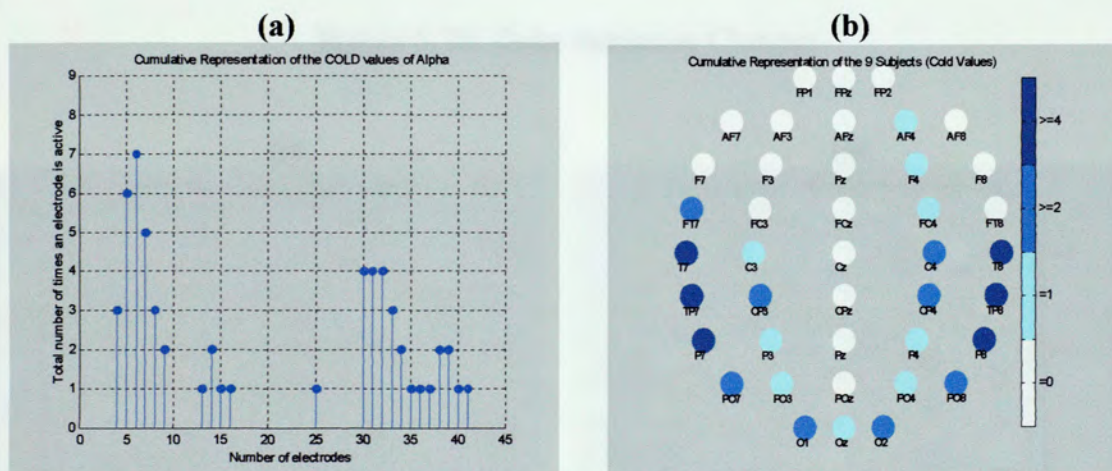 (a)
(b)
Cumulative Representation of the COLD values of Alpha
Total number of times an electrode is active
9
8
7
6
5
4
3
2
1
0
0 5 10 15 20 25 30 35 40 45
Number of electrodes
Cumulative Representation of the 9 Subjects (Cold Values)
FP1 FPz FP2
AF7 AF3 AFz AF4 AF8
F7 F3 Fz F4 F8
FT7 FC3 FCz FC4 FT8
T7 C3 Cz C4 T8
TP7 CP3 CPz CP4 TP8
P7 P3 Pz P4 P8
PO7 PO3 POz PO4 PO8
O1 Oz O2
>=4
>=2
=1
=0